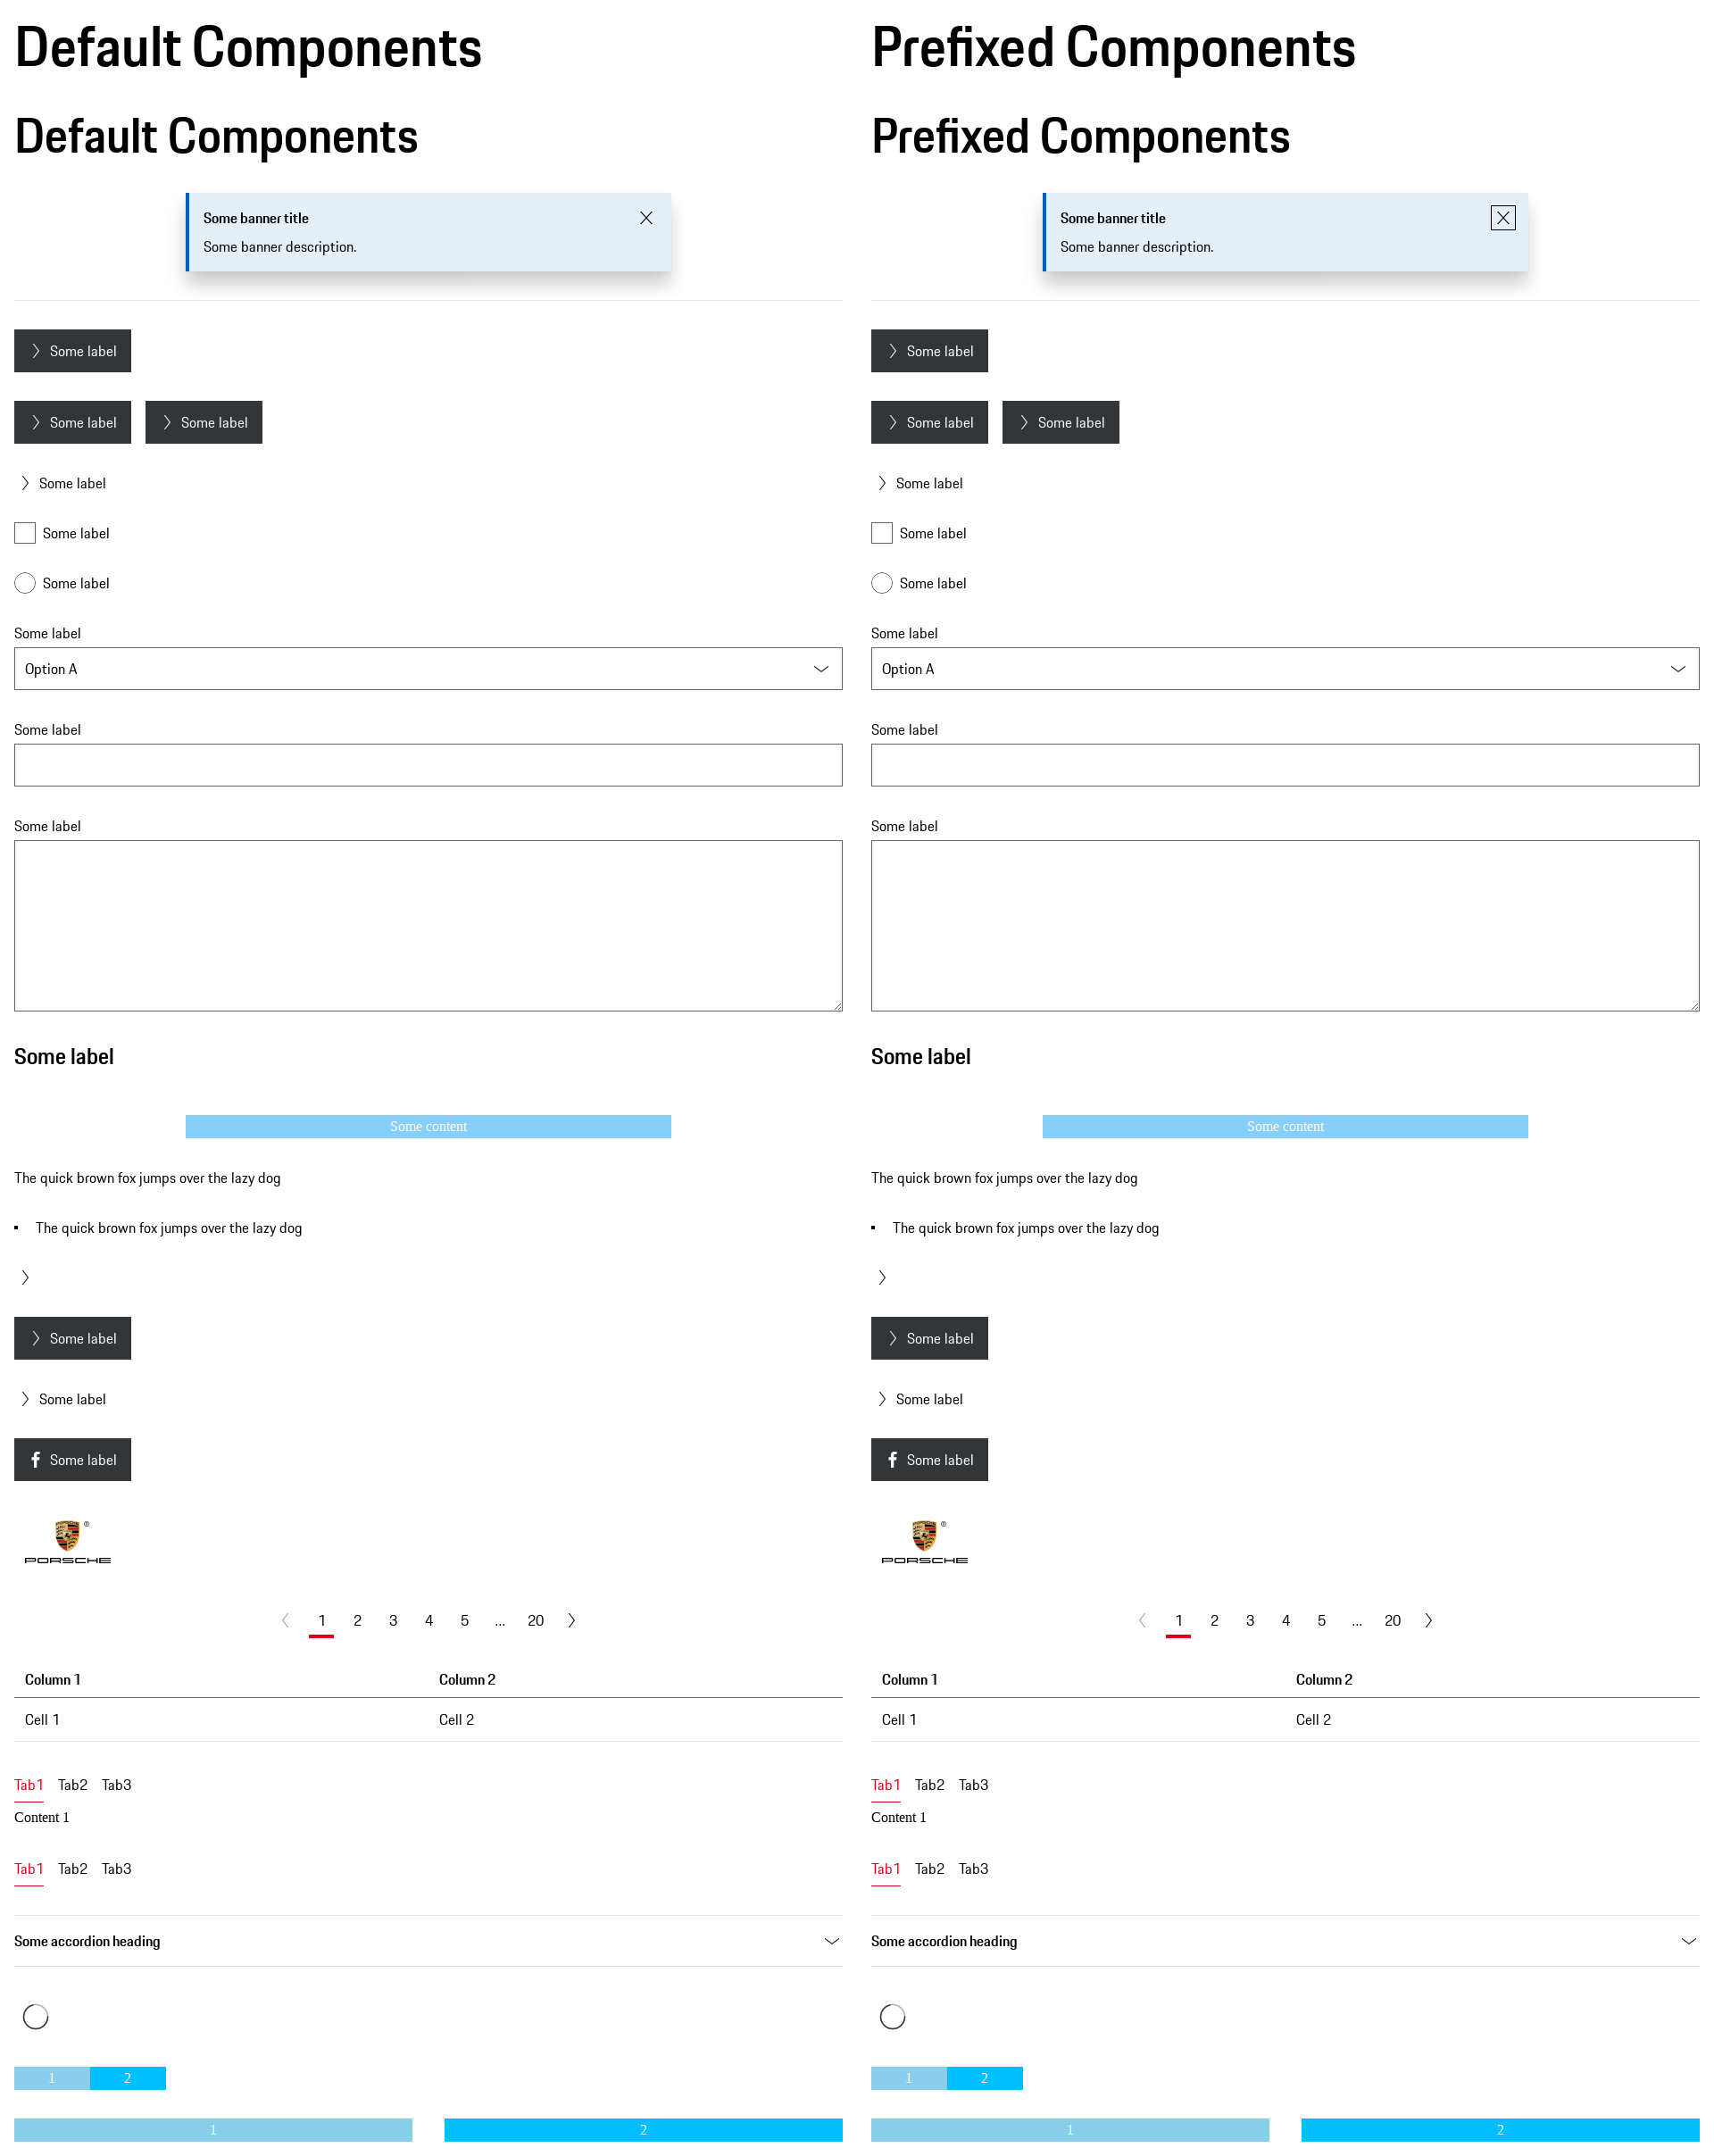 Default Components
Default Components
Some banner title
Some banner description.
Some label
Some label Some label
Some label
Some label
Some label
Some label
Option A
Some label
Some label
Some label
Some content
The quick brown fox jumps over the lazy dog
The quick brown fox jumps over the lazy dog
Some label
Some label
Some label
PORSCHE
1 2 3 4 5 ... 20
Column 1 Column 2
Cell 1 Cell 2
Tab1 Tab2 Tab3
Content 1
Tab1 Tab2 Tab3
Some accordion heading
1 2
1 2
Prefixed Components
Prefixed Components
Some banner title
Some banner description.
Some label
Some label Some label
Some label
Some label
Some label
Some label
Option A
Some label
Some label
Some label
Some content
The quick brown fox jumps over the lazy dog
The quick brown fox jumps over the lazy dog
Some label
Some label
Some label
PORSCHE
1 2 3 4 5 ... 20
Column 1 Column 2
Cell 1 Cell 2
Tab1 Tab2 Tab3
Content 1
Tab1 Tab2 Tab3
Some accordion heading
1 2
1 2